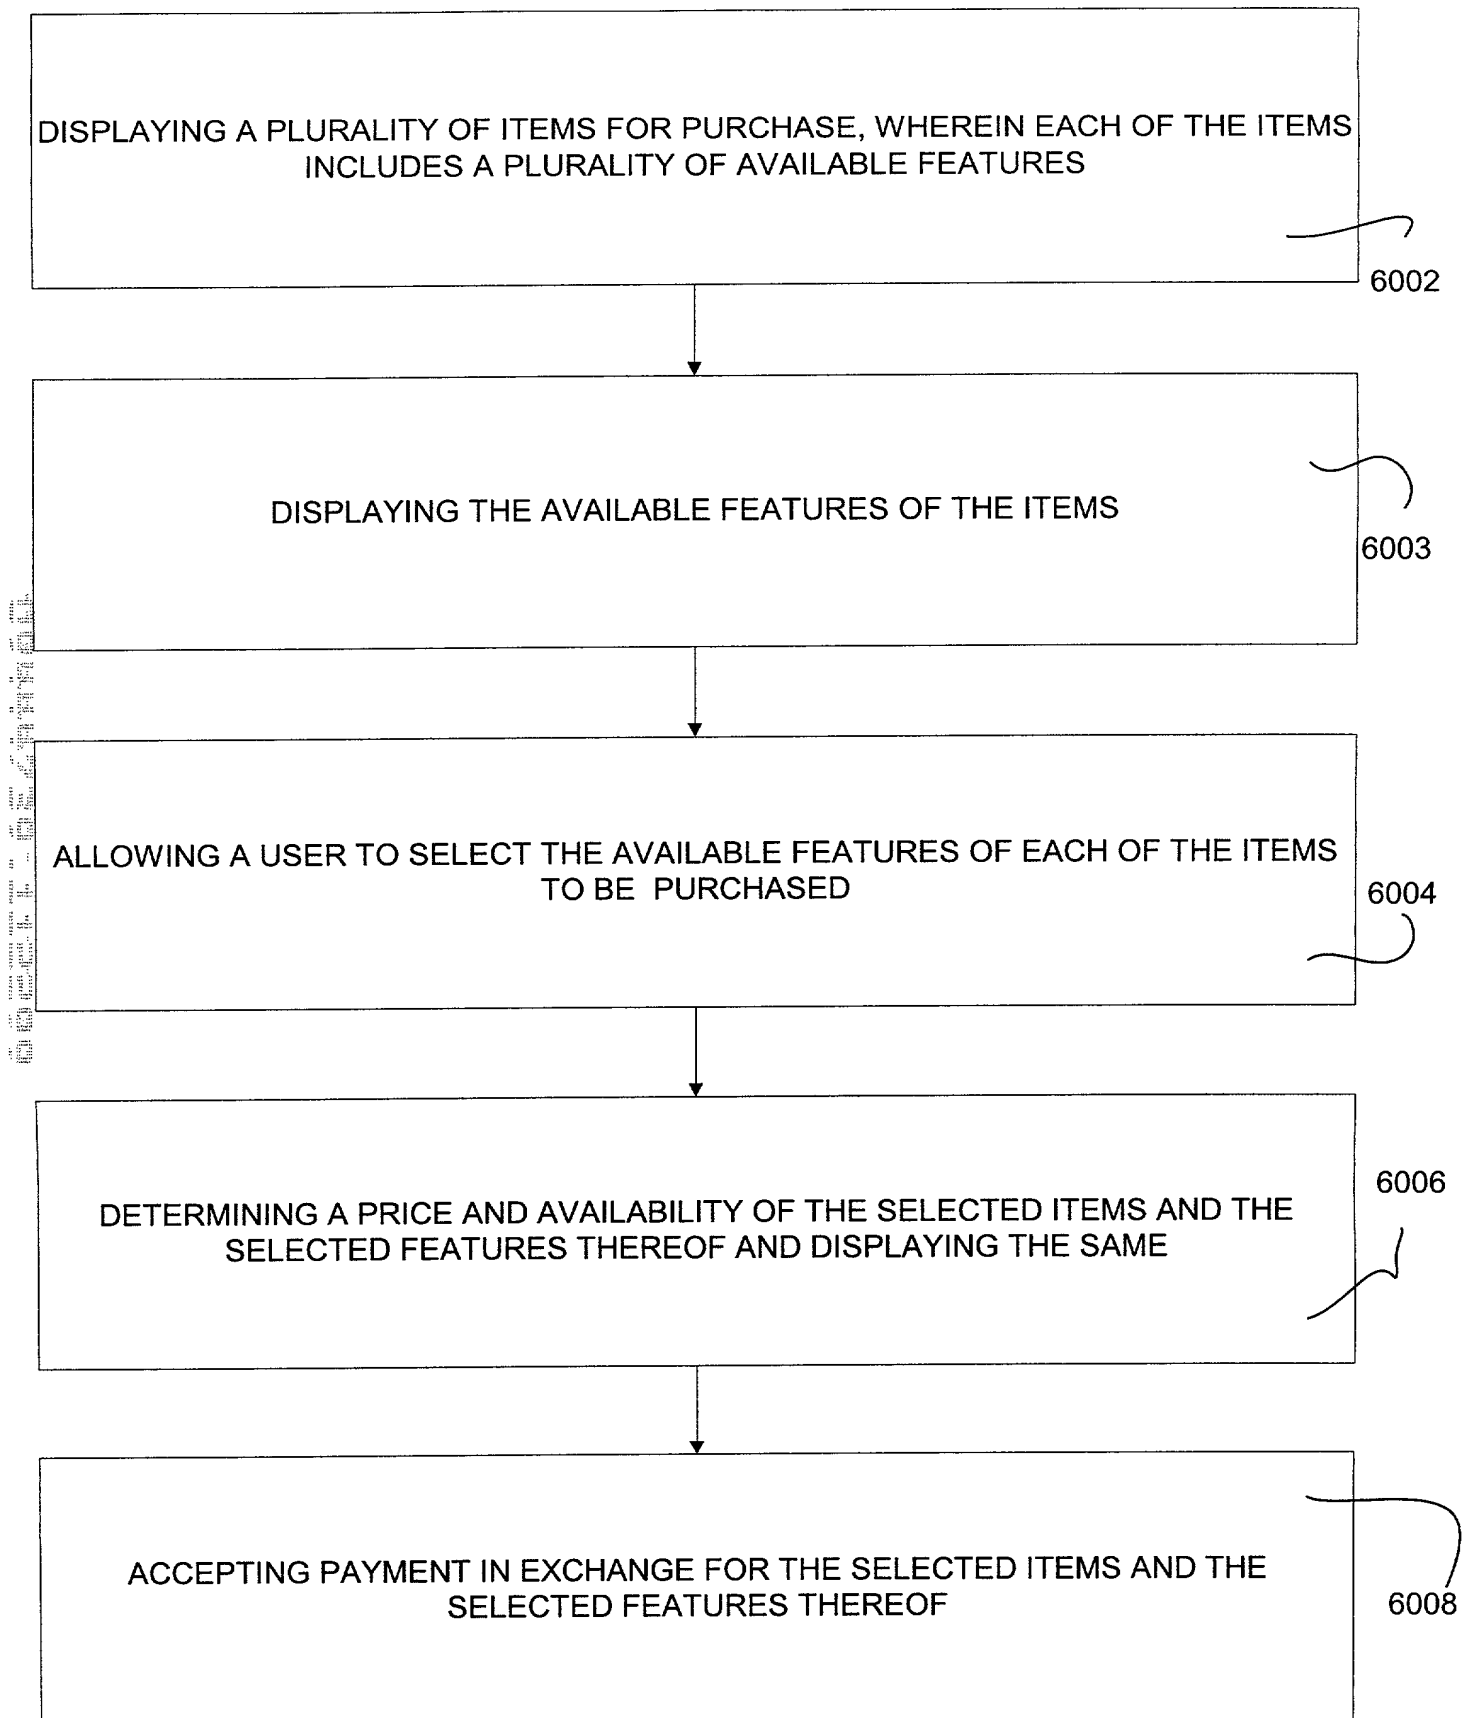 DISPLAYING A PLURALITY OF ITEMS FOR PURCHASE, WHEREIN EACH OF THE ITEMS
INCLUDES A PLURALITY OF AVAILABLE FEATURES
6002
DISPLAYING THE AVAILABLE FEATURES OF THE ITEMS
6003
ALLOWING A USER TO SELECT THE AVAILABLE FEATURES OF EACH OF THE ITEMS
TO BE PURCHASED
6004
DETERMINING A PRICE AND AVAILABILITY OF THE SELECTED ITEMS AND THE
SELECTED FEATURES THEREOF AND DISPLAYING THE SAME
6006
ACCEPTING PAYMENT IN EXCHANGE FOR THE SELECTED ITEMS AND THE
SELECTED FEATURES THEREOF
6008